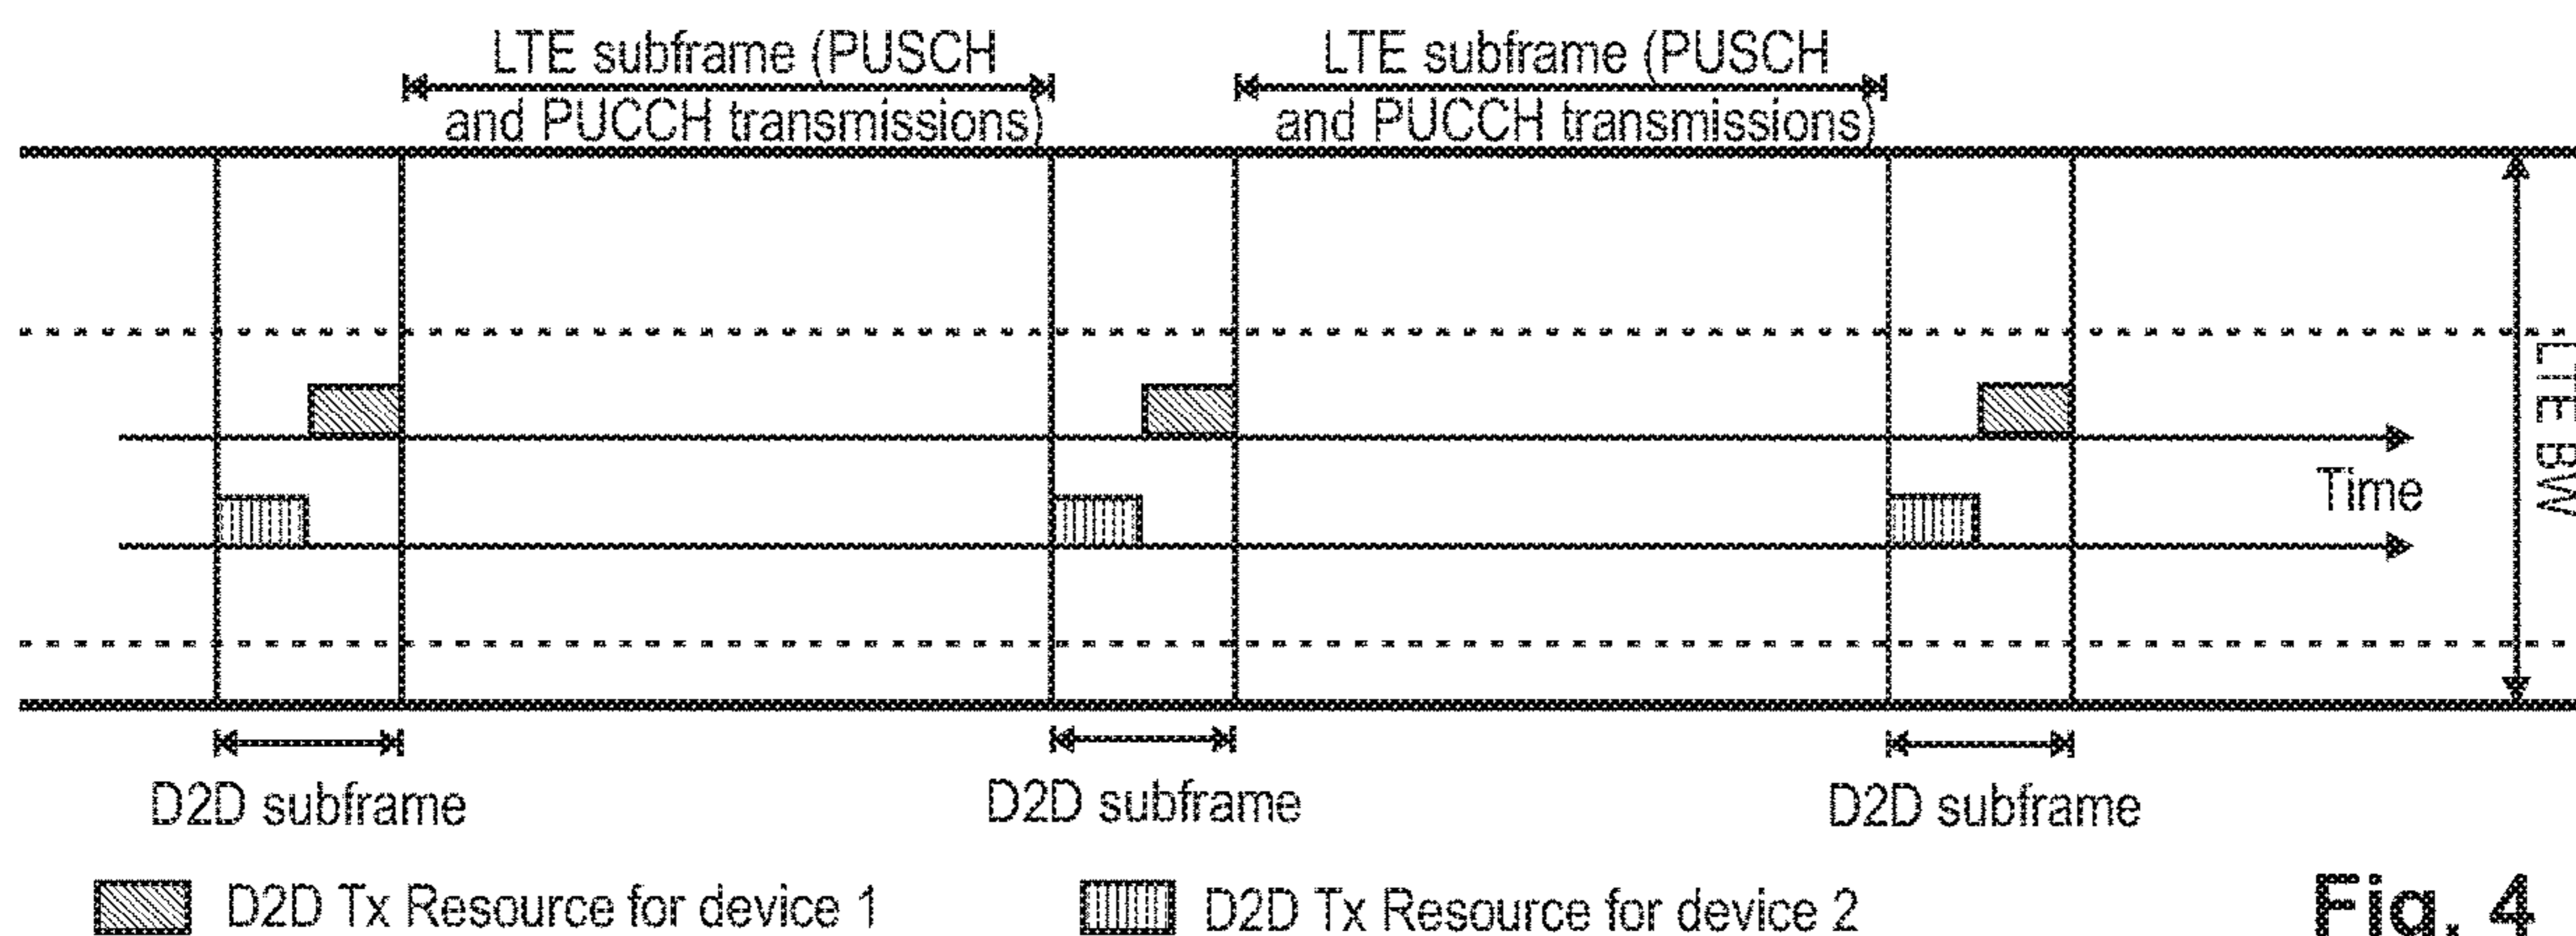 LTE subframe (PUSCH
and PUCCH transmissions)
LTE subframe (PUSCH
and PUCCH transmissions)
LTE BW
Time
D2D subframe
D2D subframe
D2D subframe
D2D Tx Resource for device 1
D2D Tx Resource for device 2
Fig. 4